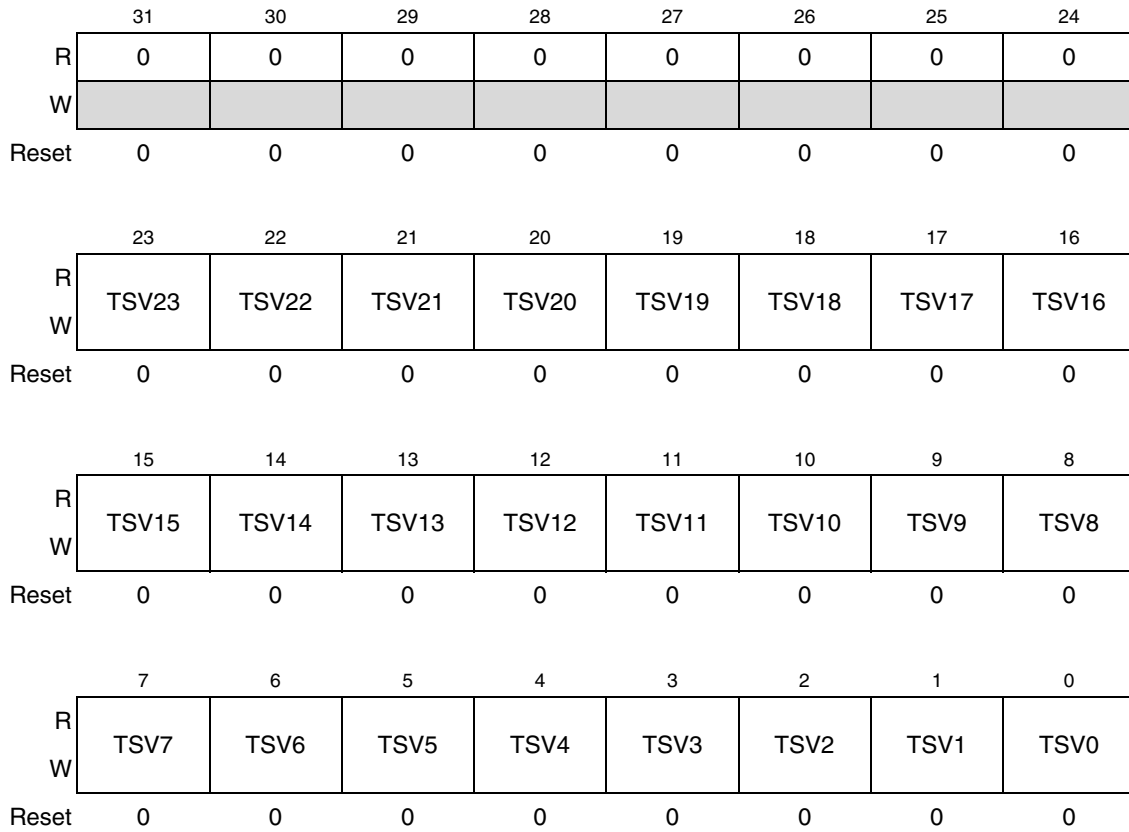 31 30 29 28 27 26 25 24
R 0 0 0 0 0 0 0 0
W
Reset 0 0 0 0 0 0 0 0
23 22 21 20 19 18 17 16
R
TSV23 TSV22 TSV21 TSV20 TSV19 TSV18 TSV17 TSV16
W
Reset 0 0 0 0 0 0 0 0
15 14 13 12 11 10 9 8
R
TSV15 TSV14 TSV13 TSV12 TSV11 TSV10 TSV9 TSV8
W
Reset 0 0 0 0 0 0 0 0
7 6 5 4 3 2 1 0
R
TSV7 TSV6 TSV5 TSV4 TSV3 TSV2 TSV1 TSV0
W
Reset 0 0 0 0 0 0 0 0